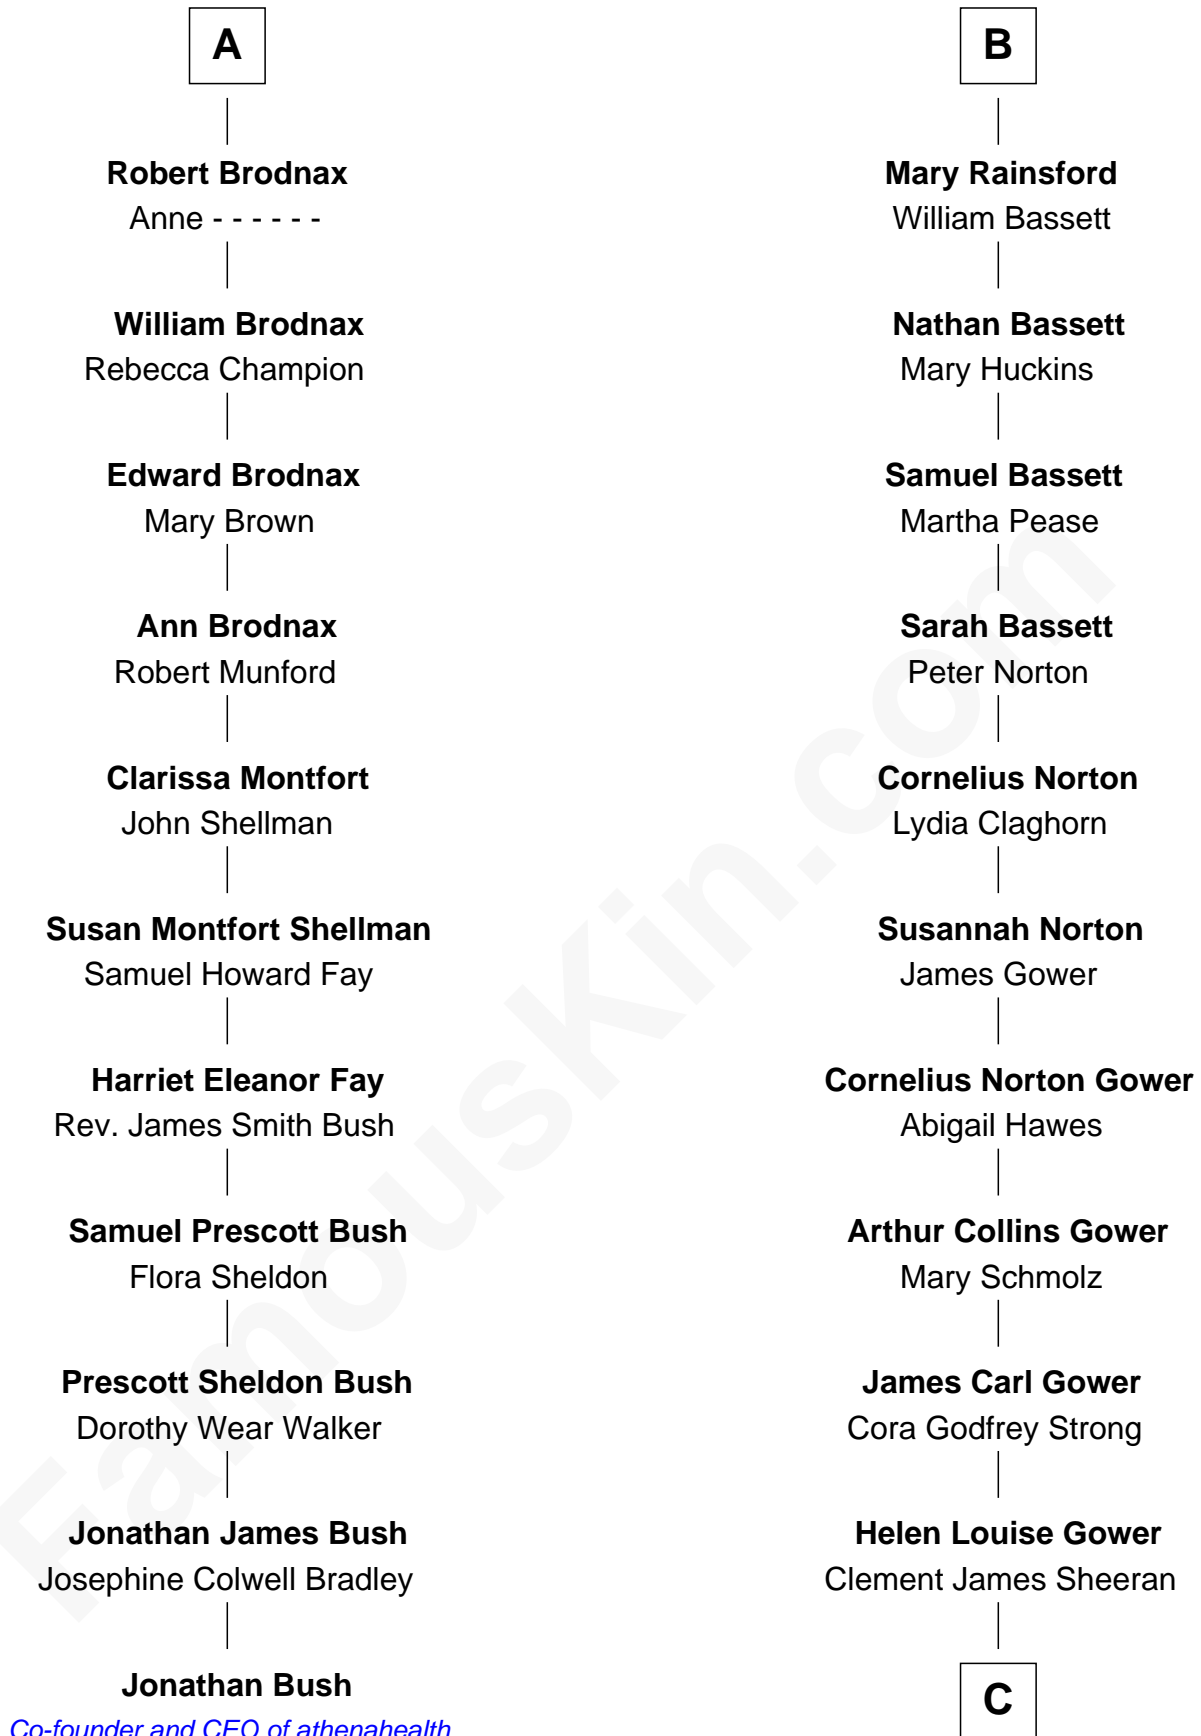 A
Robert Brodnax
Anne - - - - - -
William Brodnax
Rebecca Champion
Edward Brodnax
Mary Brown
Ann Brodnax
Robert Munford
Clarissa Montfort
John Shellman
Susan Montfort Shellman
Samuel Howard Fay
Harriet Eleanor Fay
Rev. James Smith Bush
Samuel Prescott Bush
Flora Sheldon
Prescott Sheldon Bush
Dorothy Wear Walker
Jonathan James Bush
Josephine Colwell Bradley
Jonathan Bush
Co-founder and CEO of athenahealth
B
Mary Rainsford
William Bassett
Nathan Bassett
Mary Huckins
Samuel Bassett
Martha Pease
Sarah Bassett
Peter Norton
Cornelius Norton
Lydia Claghorn
Susannah Norton
James Gower
Cornelius Norton Gower
Abigail Hawes
Arthur Collins Gower
Mary Schmolz
James Carl Gower
Cora Godfrey Strong
Helen Louise Gower
Clement James Sheeran
C
FamousKin.com